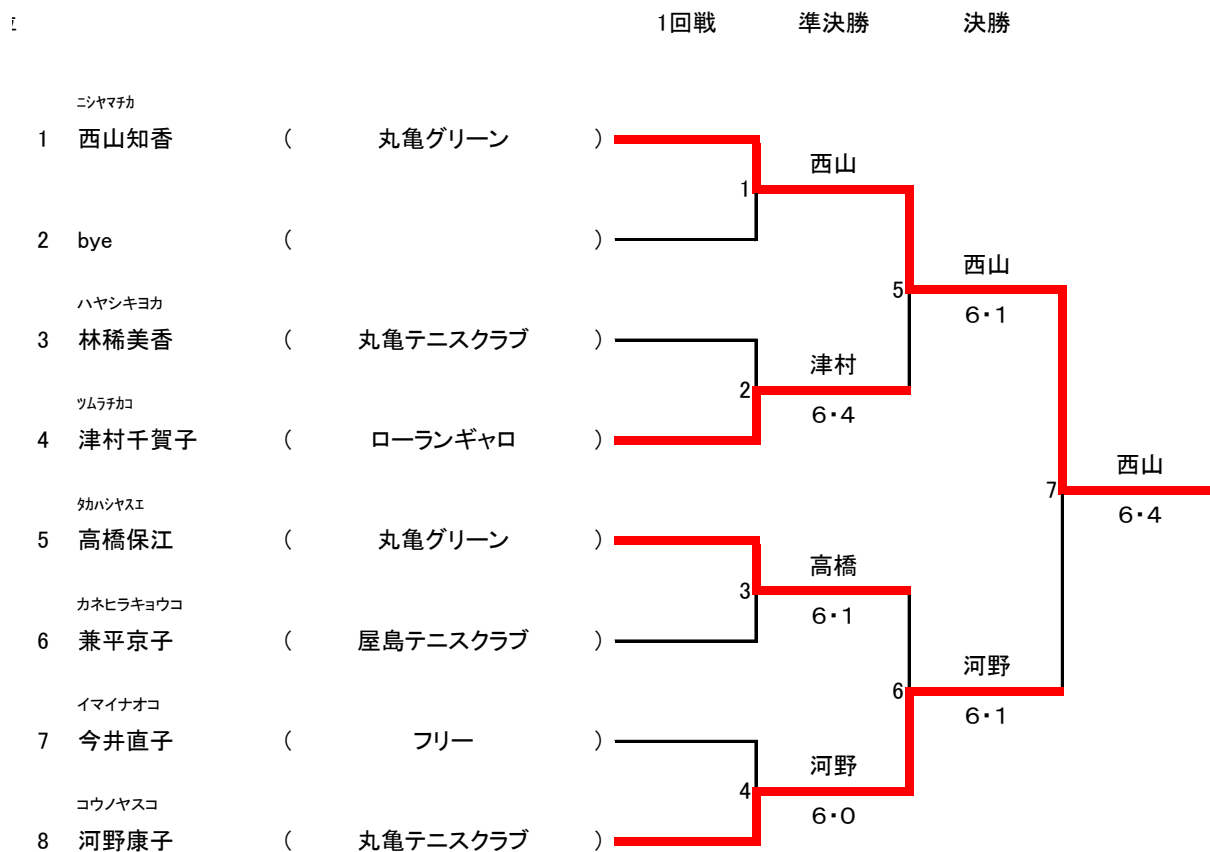 1回戦 準決勝 決勝
ニシヤマチカ
1 西山知香 ( 丸亀グリーン )
西山
1
2 bye ( )
西山
5
6・1
ハヤシキヨカ
3 林稀美香 ( 丸亀テニスクラブ )
津村
2
6・4
ツムラチカコ
4 津村千賀子 ( ローランギャロ )
西山
7
6・4
タカハシヤスエ
5 高橋保江 ( 丸亀グリーン )
高橋
3
6・1
カネヒラキョウコ
6 兼平京子 ( 屋島テニスクラブ )
河野
6
6・1
イマイナオコ
7 今井直子 ( フリー )
河野
4
6・0
コウノヤスコ
8 河野康子 ( 丸亀テニスクラブ )